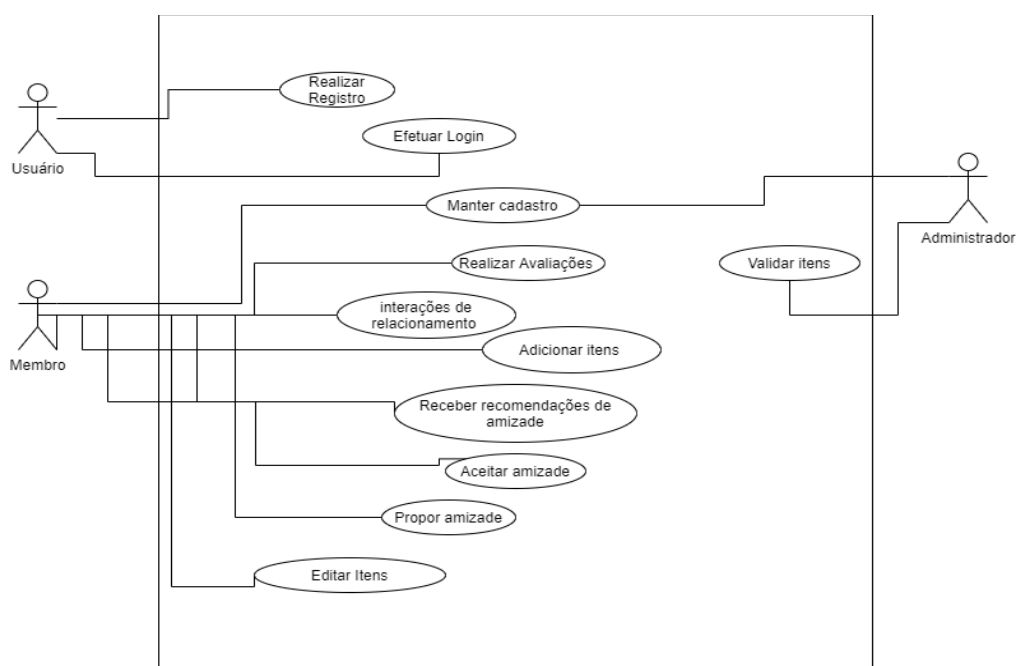 Realizar
Registro
Efetuar Login
Usuário
Manter cadastro
Administrador
Realizar Avaliações
Validar itens
interações de
relacionamento
Adicionar itens
Membro
Receber recomendações de
amizade
Aceitar amizade
Propor amizade
Editar Itens